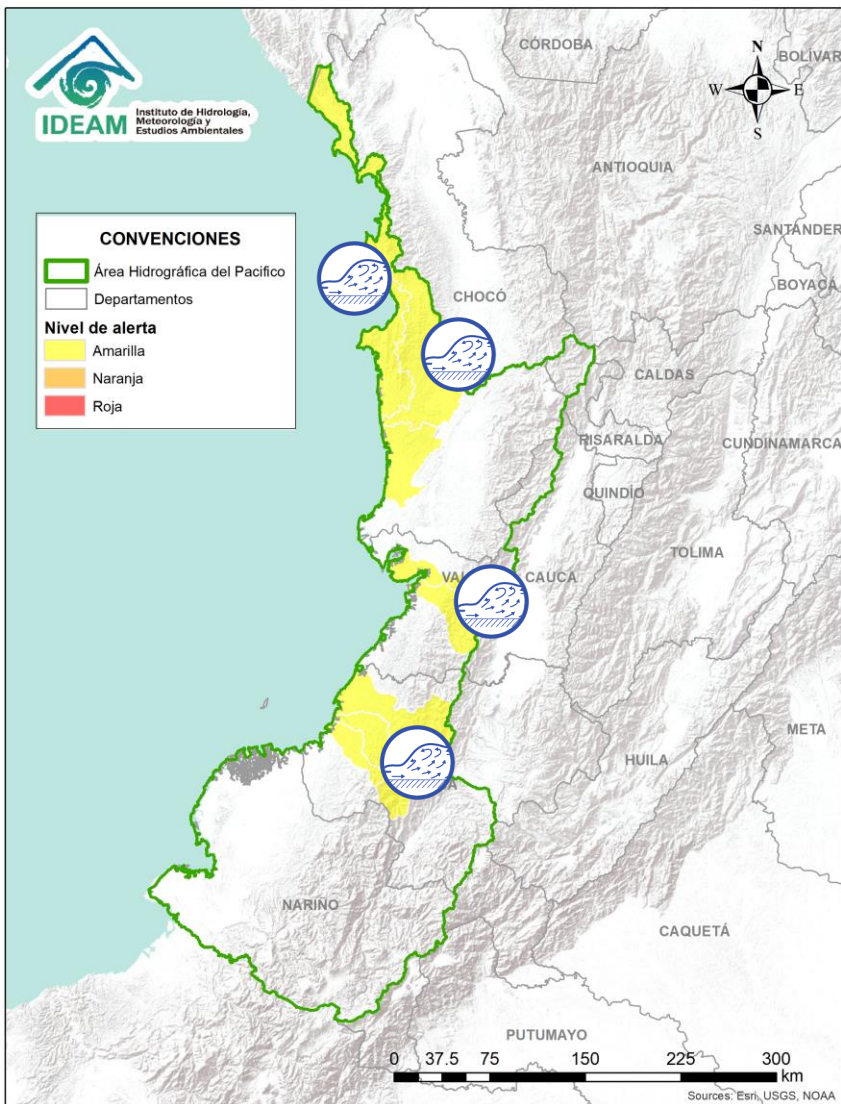 IDEAM
Instituto de Hidrología,
Meteorología y
Estudios Ambientales
CÓRDOBA
BOLÍVAR
N
W
E
S
ANTIOQUIA
SANTANDER
BOYACÁ
CONVENCIONES
Área Hidrográfica del Pacifico
Departamentos
Nivel de alerta
Amarilla
Naranja
Roja
CHOCÓ
CALDAS
RISARALDA
CUNDINAMARCA
QUINDÍO
TOLIMA
CAUCA
META
HUILA
NARIÑO
CAQUETÁ
PUTUMAYO
0 37.5 75 150 225 300
km
Sources: Esri, USGS, NOAA